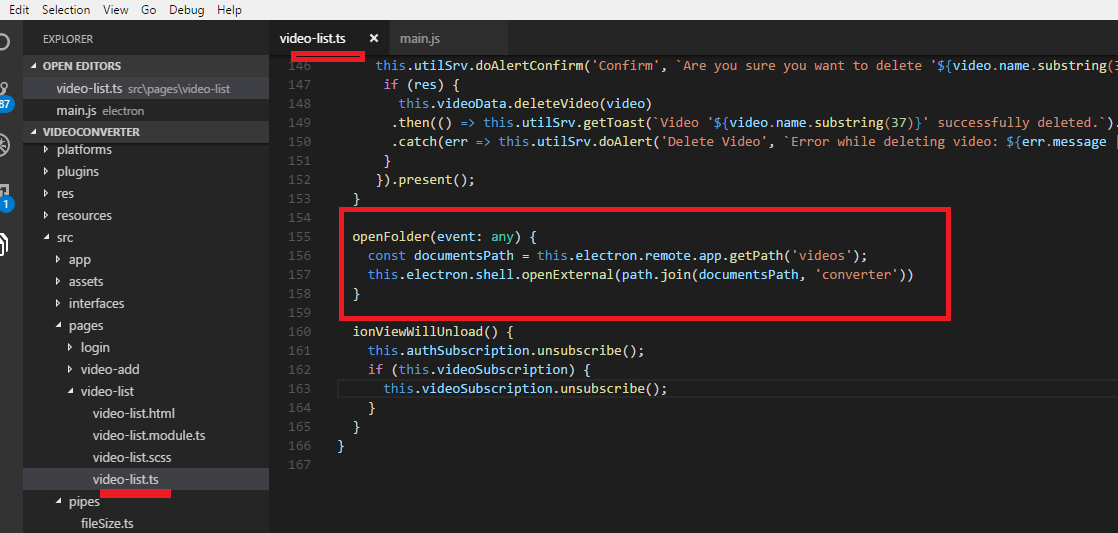 Edit Selection View Go Debug Help
EXPLORER
OPEN EDITORS
video-list.ts src\pages\video-list
main.js electron
VIDEOCONVERTER
platforms
plugins
res
resources
src
app
assets
interfaces
pages
login
video-add
video-list
video-list.html
video-list.module.ts
video-list.scss
video-list.ts
pipes
fileSize.ts
87
1
video-list.ts × main.js
146 this.utilSrv.doAlertConfirm('Confirm', `Are you sure you want to delete '${video.name.substring(3
147 if (res) {
148 this.videoData.deleteVideo(video)
149 .then(() => this.utilSrv.getToast(`Video '${video.name.substring(37)}' successfully deleted.`).
150 .catch(err => this.utilSrv.doAlert('Delete Video', `Error while deleting video: ${err.message |
151 }
152 }).present();
153 }
154
155 openFolder(event: any) {
156 const documentsPath = this.electron.remote.app.getPath('videos');
157 this.electron.shell.openExternal(path.join(documentsPath, 'converter'))
158 }
159
160 ionViewWillUnload() {
161 this.authSubscription.unsubscribe();
162 if (this.videoSubscription) {
163 this.videoSubscription.unsubscribe();
164 }
165 }
166 }
167